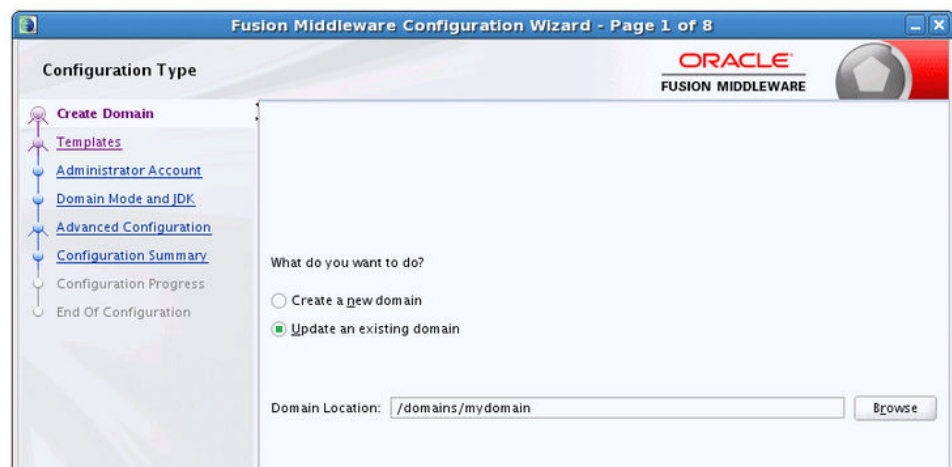 Fusion Middleware Configuration Wizard - Page 1 of 8
Configuration Type
ORACLE
FUSION MIDDLEWARE
Create Domain
Templates
Administrator Account
Domain Mode and JDK
Advanced Configuration
Configuration Summary
Configuration Progress
End Of Configuration
What do you want to do?
Create a new domain
Update an existing domain
Domain Location: /domains/mydomain Browse